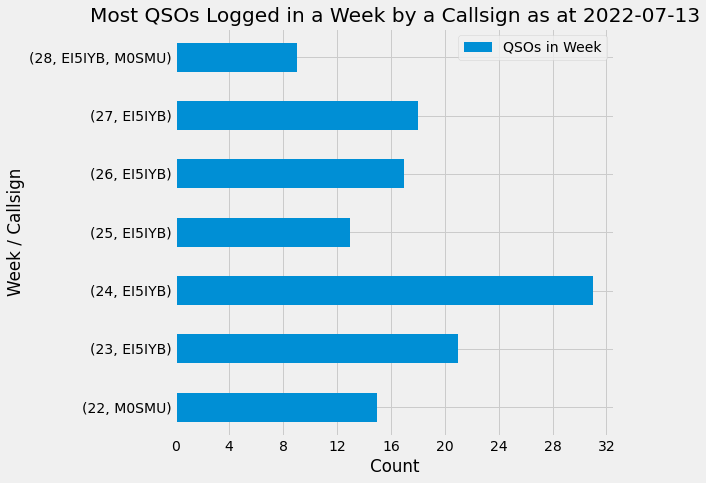 Most QSOs Logged in a Week by a Callsign as at 2022-07-13
QSOs in Week
Week / Callsign
(28, EI5IYB, M0SMU)
(27, EI5IYB)
(26, EI5IYB)
(25, EI5IYB)
(24, EI5IYB)
(23, EI5IYB)
(22, M0SMU)
0 4 8 12 16 20 24 28 32
Count